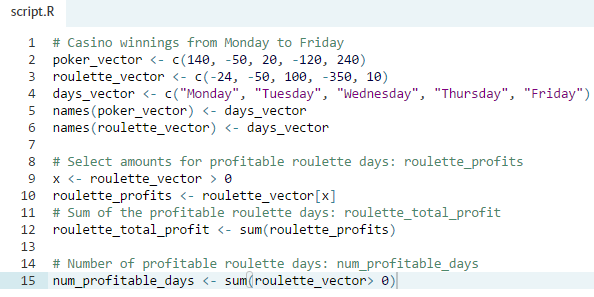 script.R
1 # Casino winnings from Monday to Friday
2 poker_vector <- c(140, -50, 20, -120, 240)
3 roulette_vector <- c(-24, -50, 100, -350, 10)
4 days_vector <- c("Monday", "Tuesday", "Wednesday", "Thursday", "Friday")
5 names(poker_vector) <- days_vector
6 names(roulette_vector) <- days_vector
7
8 # Select amounts for profitable roulette days: roulette_profits
9 x <- roulette_vector > 0
10 roulette_profits <- roulette_vector[x]
11 # Sum of the profitable roulette days: roulette_total_profit
12 roulette_total_profit <- sum(roulette_profits)
13
14 # Number of profitable roulette days: num_profitable_days
15 num_profitable_days <- sum(roulette_vector> 0)